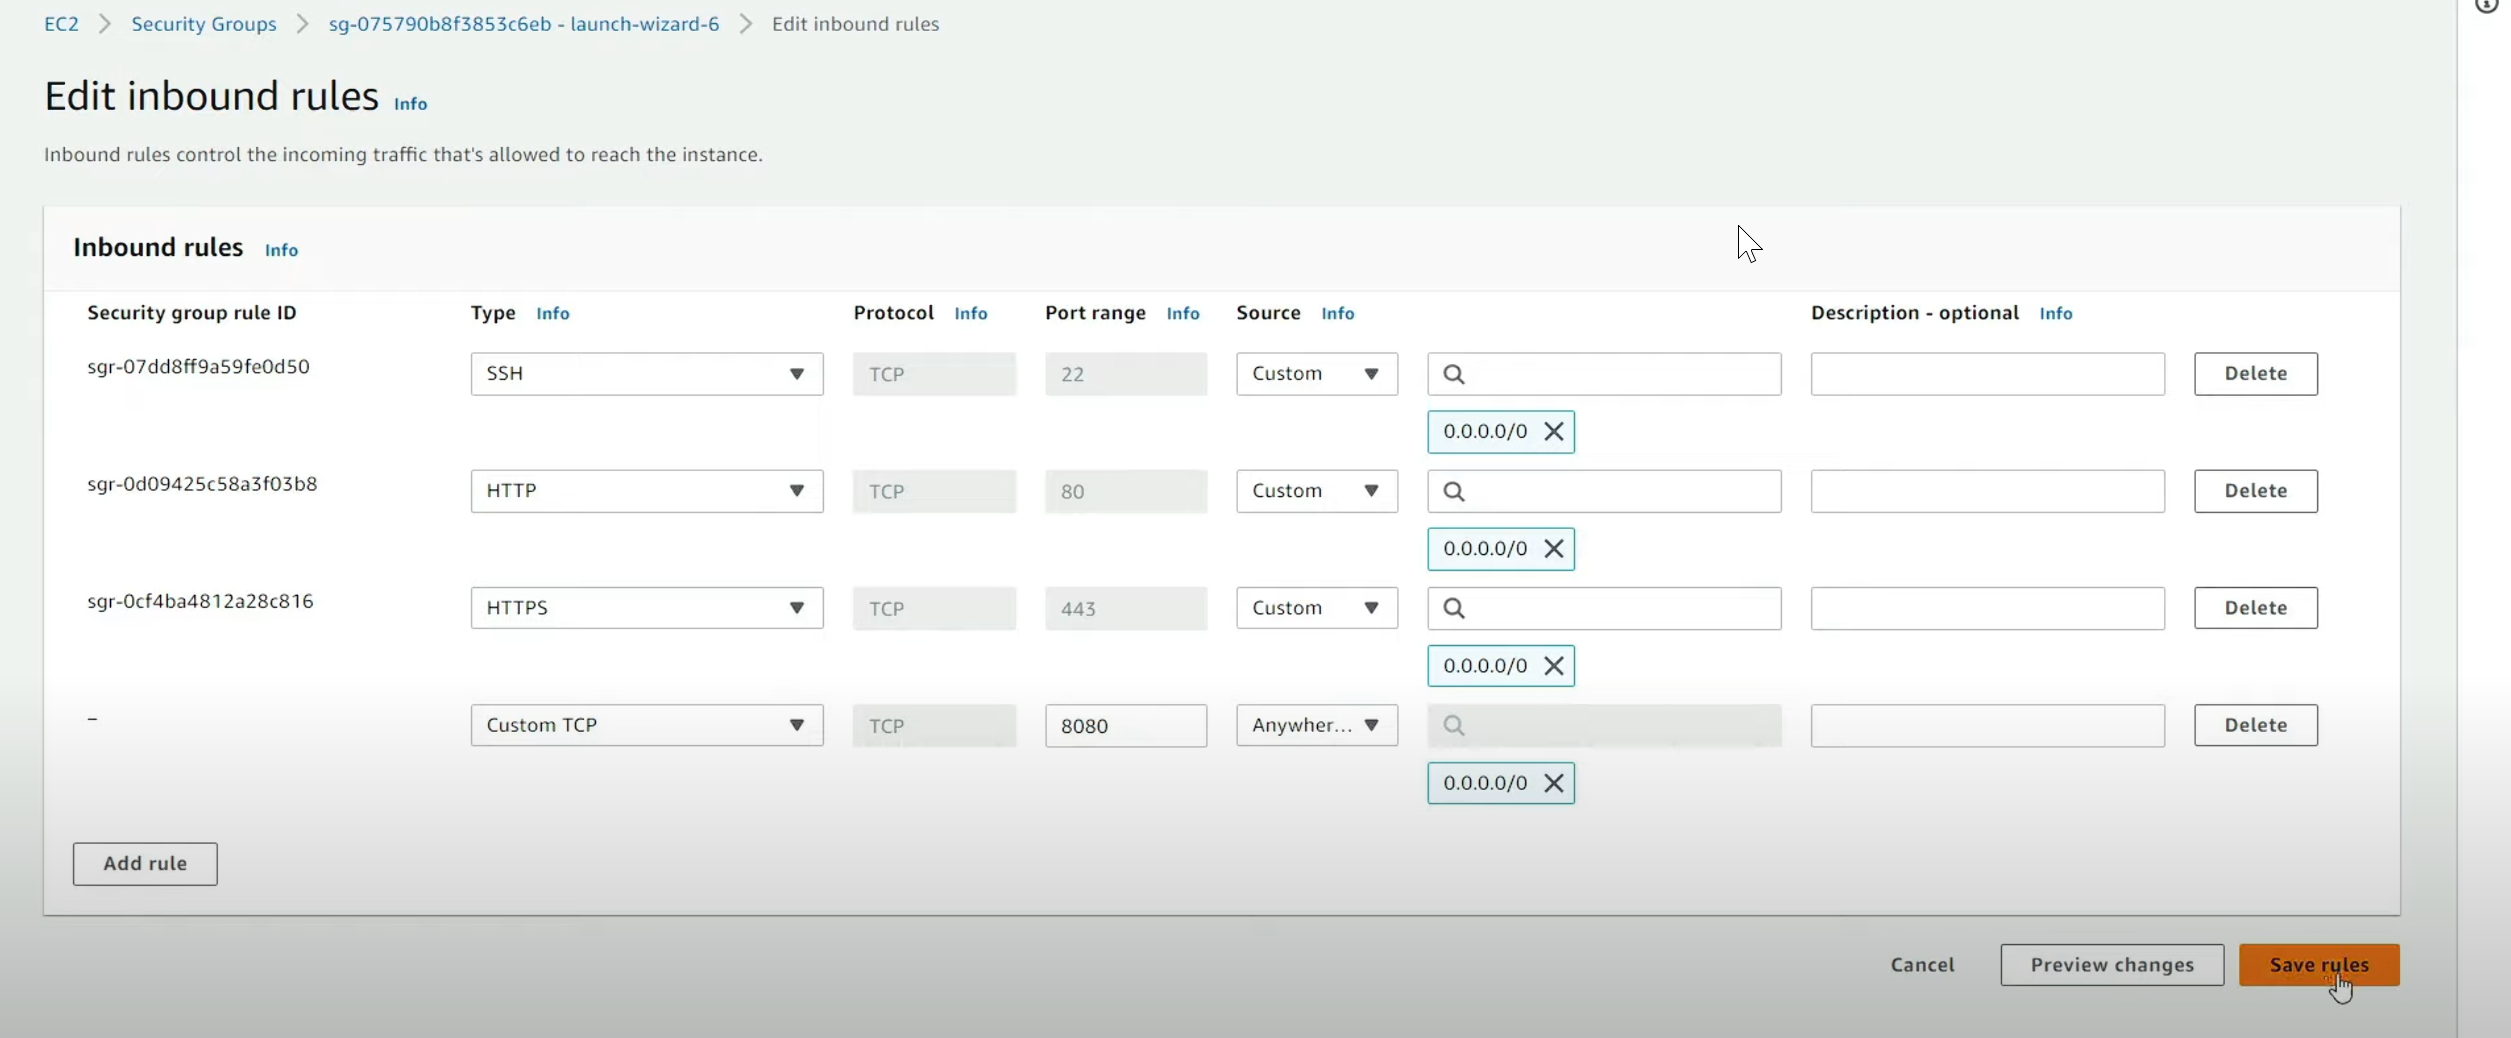 EC2 > Security Groups > sg-075790b8f3853c6eb - launch-wizard-6 > Edit inbound rules
Edit inbound rules Info
Inbound rules control the incoming traffic that's allowed to reach the instance.
Inbound rules Info
Security group rule ID Type Info Protocol Info Port range Info Source Info Description - optional Info
sgr-07dd8ff9a59fe0d50 SSH TCP 22 Custom Delete
0.0.0.0/0
sgr-0d09425c58a3f03b8 HTTP TCP 80 Custom Delete
0.0.0.0/0
sgr-0cf4ba4812a28c816 HTTPS TCP 443 Custom Delete
0.0.0.0/0
– Custom TCP TCP 8080 Anywher... Delete
0.0.0.0/0
Add rule
Cancel Preview changes Save rules